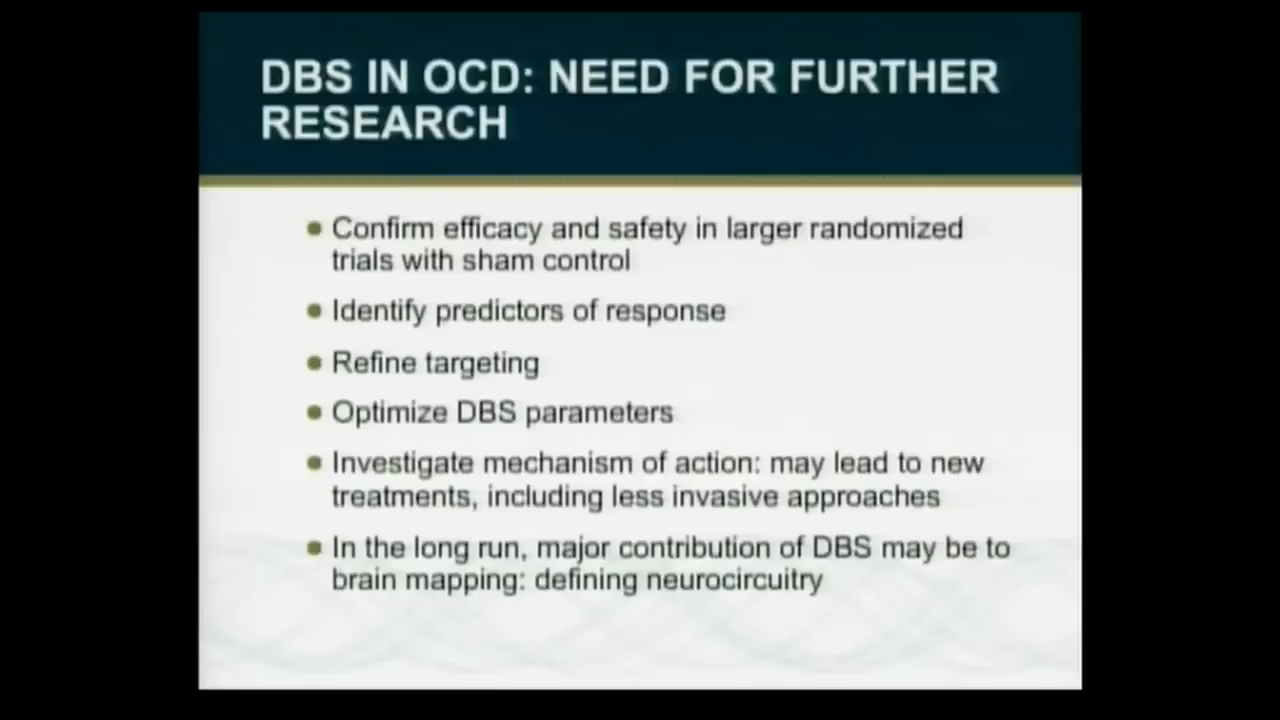 DBS IN OCD: NEED FOR FURTHER
RESEARCH
Confirm efficacy and safety in larger randomized
trials with sham control
Identify predictors of response
Refine targeting
Optimize DBS parameters
Investigate mechanism of action: may lead to new
treatments, including less invasive approaches
In the long run, major contribution of DBS may be to
brain mapping: defining neurocircuitry